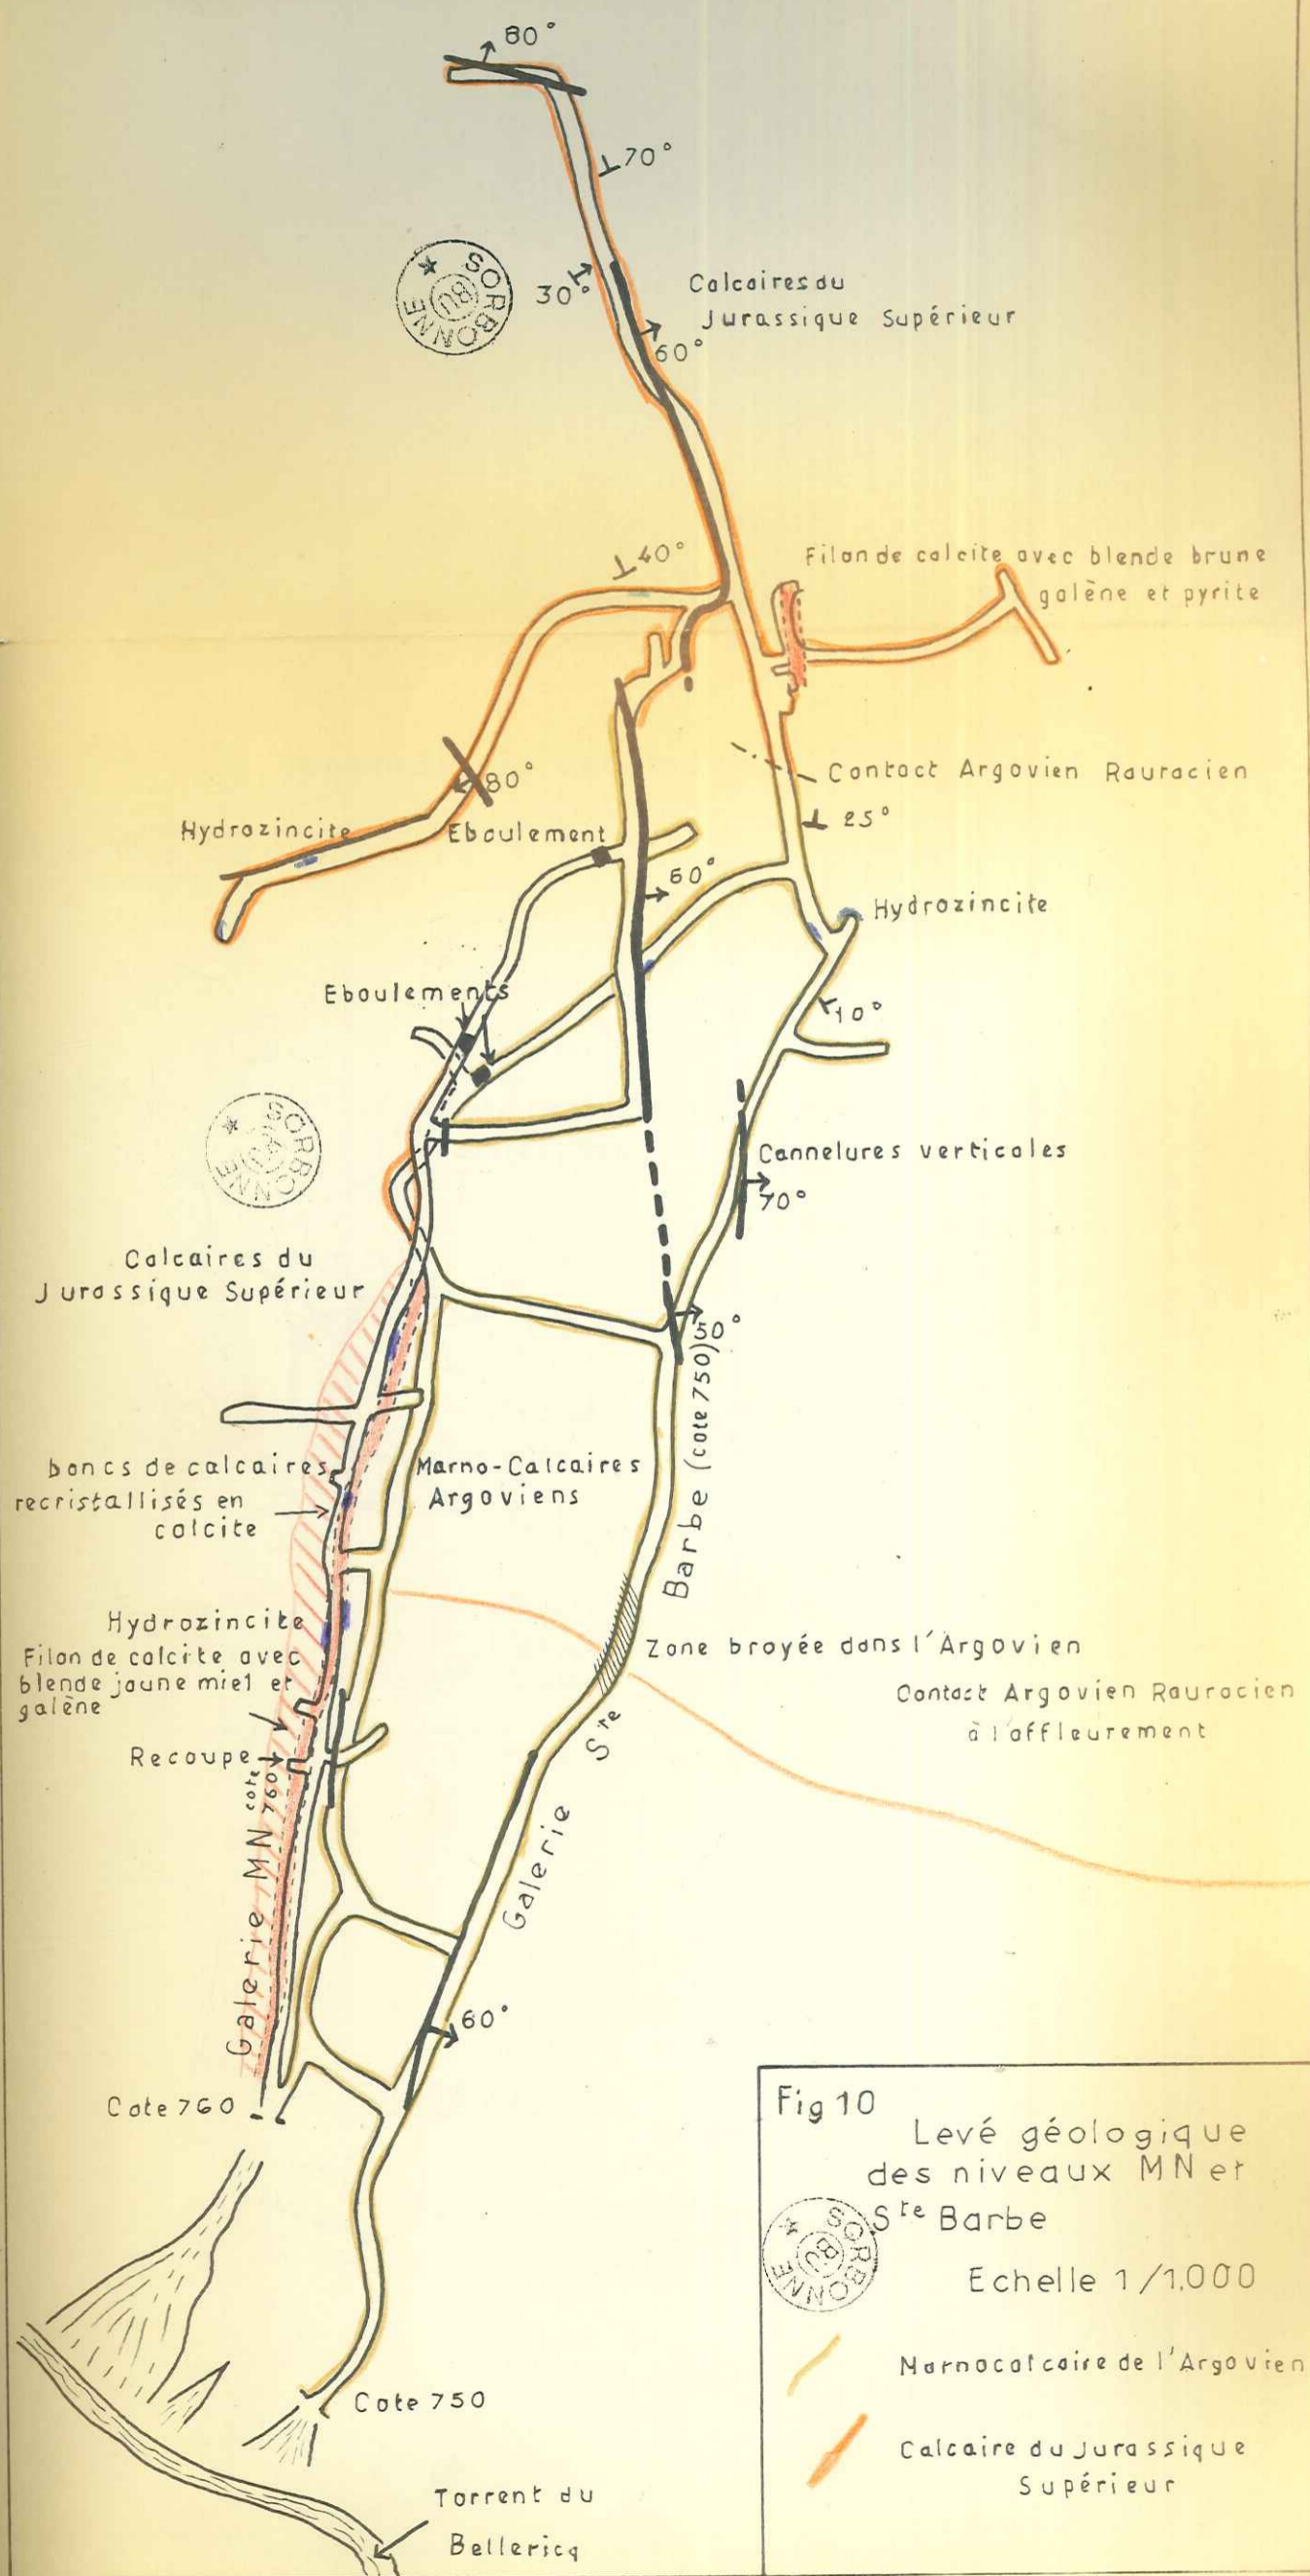 80°
70°
SORBONNE
BU
30°
Calcaires du
Jurassique Supérieur
60°
40°
Filon de calcite avec blende brune
galène et pyrite
80°
Contact Argovien Rauracien
Hydrozincite
Eboulement
25°
60°
Hydrozincite
Eboulements
10°
SORBONNE
Cannelures verticales
70°
Calcaires du
Jurassique Supérieur
50°
bancs de calcaires
recristallisés en
calcite
Marno-Calcaires
Argoviens
Galerie Ste Barbe (cote 750)
Hydrozincite
Filon de calcite avec
blende jaune miel et
galène
Zone broyée dans l'Argovien
Contact Argovien Rauracien
à l'affleurement
Recoupe
Galerie MN cote 760
60°
Cote 760
Fig 10
Levé géologique
des niveaux MN et
Ste Barbe
SORBONNE
BU
Echelle 1/1.000
Marnocalcaire de l'Argovien
Cote 750
Calcaire du Jurassique
Supérieur
Torrent du
Bellericq